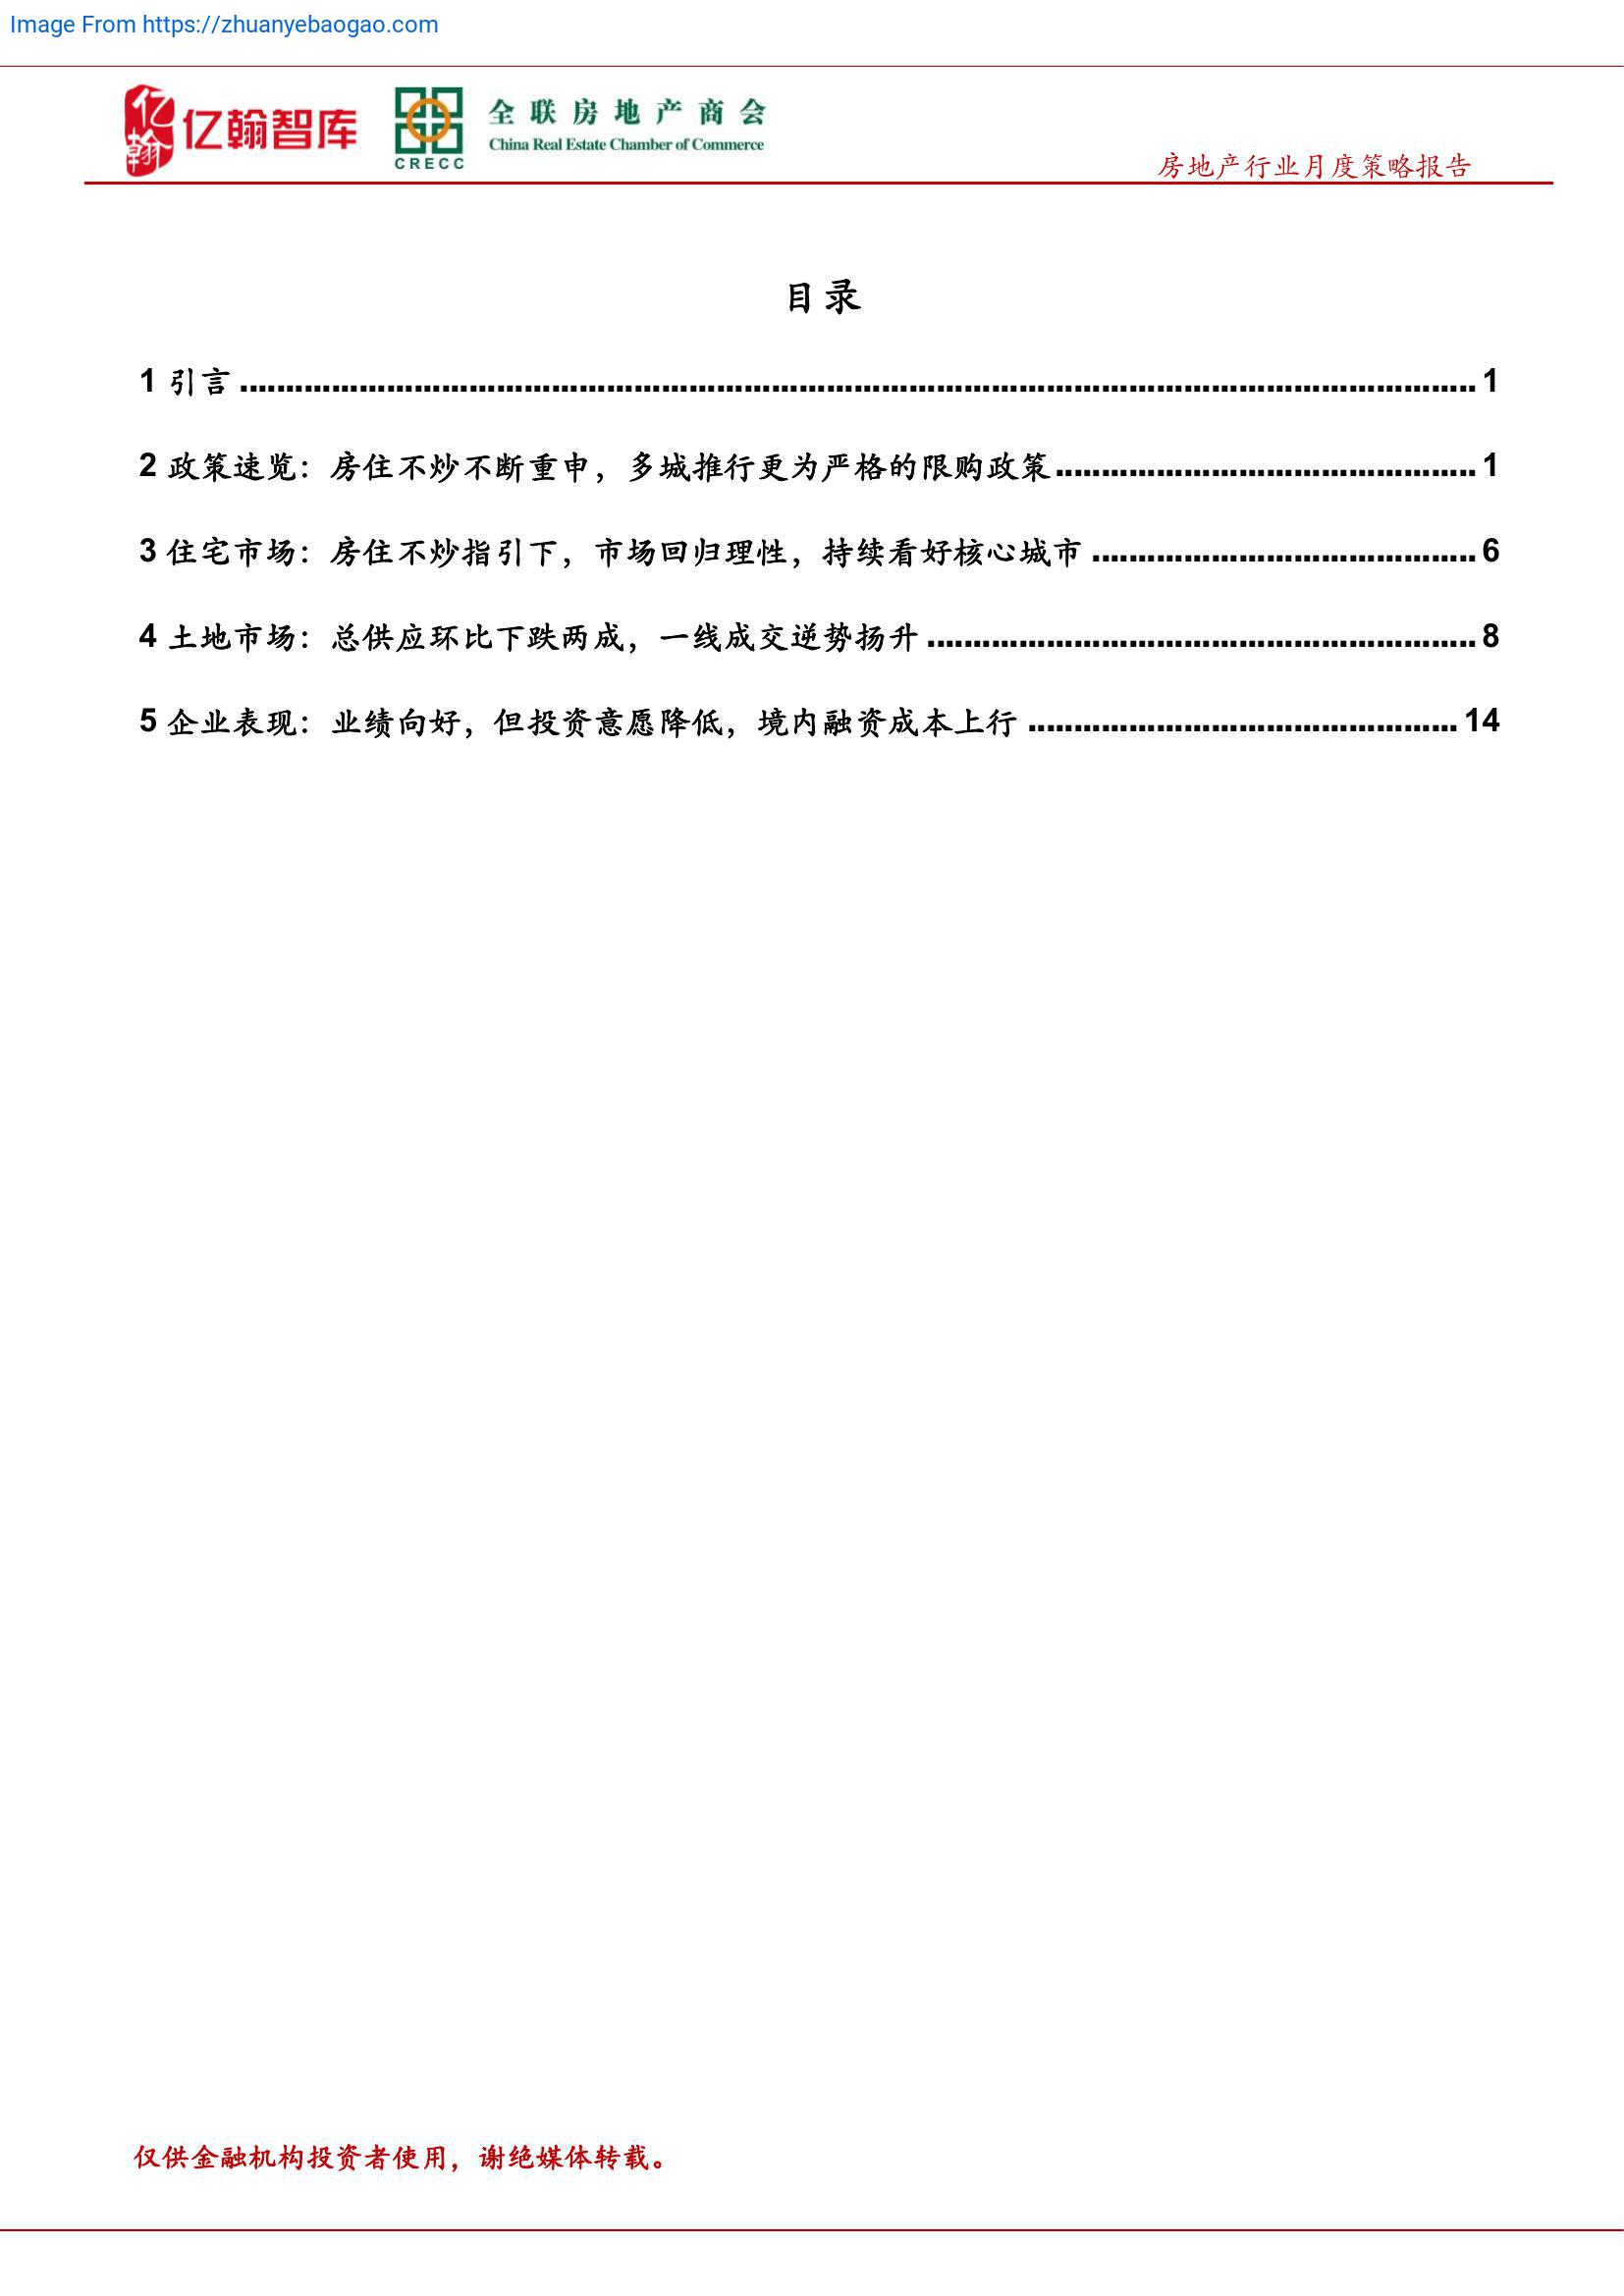 Image From https://zhuanyebaogao.com
亿翰 亿翰智库 CRECC 全联房地产商会
China Real Estate Chamber of Commerce
房地产行业月度策略报告
目录
1 引言 1
2 政策速览：房住不炒不断重申，多城推行更为严格的限购政策 1
3 住宅市场：房住不炒指引下，市场回归理性，持续看好核心城市 6
4 土地市场：总供应环比下跌两成，一线成交逆势扬升 8
5 企业表现：业绩向好，但投资意愿降低，境内融资成本上行 14
仅供金融机构投资者使用，谢绝媒体转载。